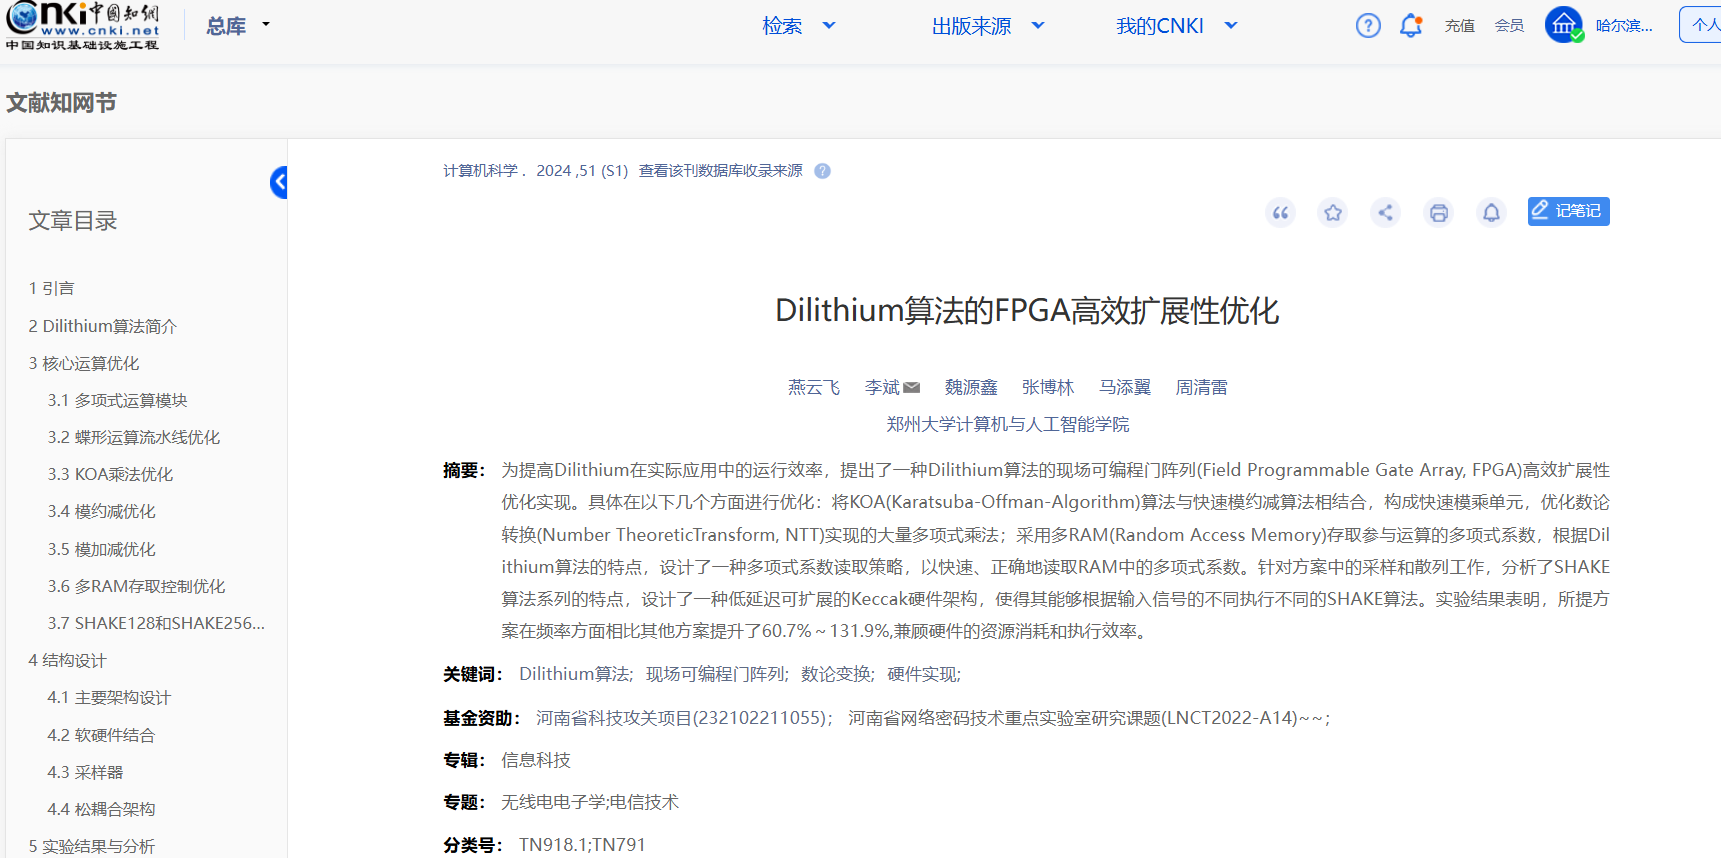 CNKi中国知网
www.cnki.net
中国知识基础设施工程
总库
检索
出版来源
我的CNKI
充值
会员
哈尔滨...
个人
文献知网节
计算机科学 . 2024 ,51 (S1) 查看该刊数据库收录来源
记笔记
文章目录
1 引言
2 Dilithium算法简介
3 核心运算优化
3.1 多项式运算模块
3.2 蝶形运算流水线优化
3.3 KOA乘法优化
3.4 模约减优化
3.5 模加减优化
3.6 多RAM存取控制优化
3.7 SHAKE128和SHAKE256...
4 结构设计
4.1 主要架构设计
4.2 软硬件结合
4.3 采样器
4.4 松耦合架构
5 实验结果与分析
Dilithium算法的FPGA高效扩展性优化
燕云飞 李斌 魏源鑫 张博林 马添翼 周清雷
郑州大学计算机与人工智能学院
摘要： 为提高Dilithium在实际应用中的运行效率，提出了一种Dilithium算法的现场可编程门阵列(Field Programmable Gate Array, FPGA)高效扩展性
优化实现。具体在以下几个方面进行优化：将KOA(Karatsuba-Offman-Algorithm)算法与快速模约减算法相结合，构成快速模乘单元，优化数论
转换(Number TheoreticTransform, NTT)实现的大量多项式乘法；采用多RAM(Random Access Memory)存取参与运算的多项式系数，根据Dil
ithium算法的特点，设计了一种多项式系数读取策略，以快速、正确地读取RAM中的多项式系数。针对方案中的采样和散列工作，分析了SHAKE
算法系列的特点，设计了一种低延迟可扩展的Keccak硬件架构，使得其能够根据输入信号的不同执行不同的SHAKE算法。实验结果表明，所提方
案在频率方面相比其他方案提升了60.7%～131.9%,兼顾硬件的资源消耗和执行效率。
关键词： Dilithium算法; 现场可编程门阵列; 数论变换; 硬件实现;
基金资助： 河南省科技攻关项目(232102211055)； 河南省网络密码技术重点实验室研究课题(LNCT2022-A14)~~；
专辑： 信息科技
专题： 无线电电子学;电信技术
分类号： TN918.1;TN791